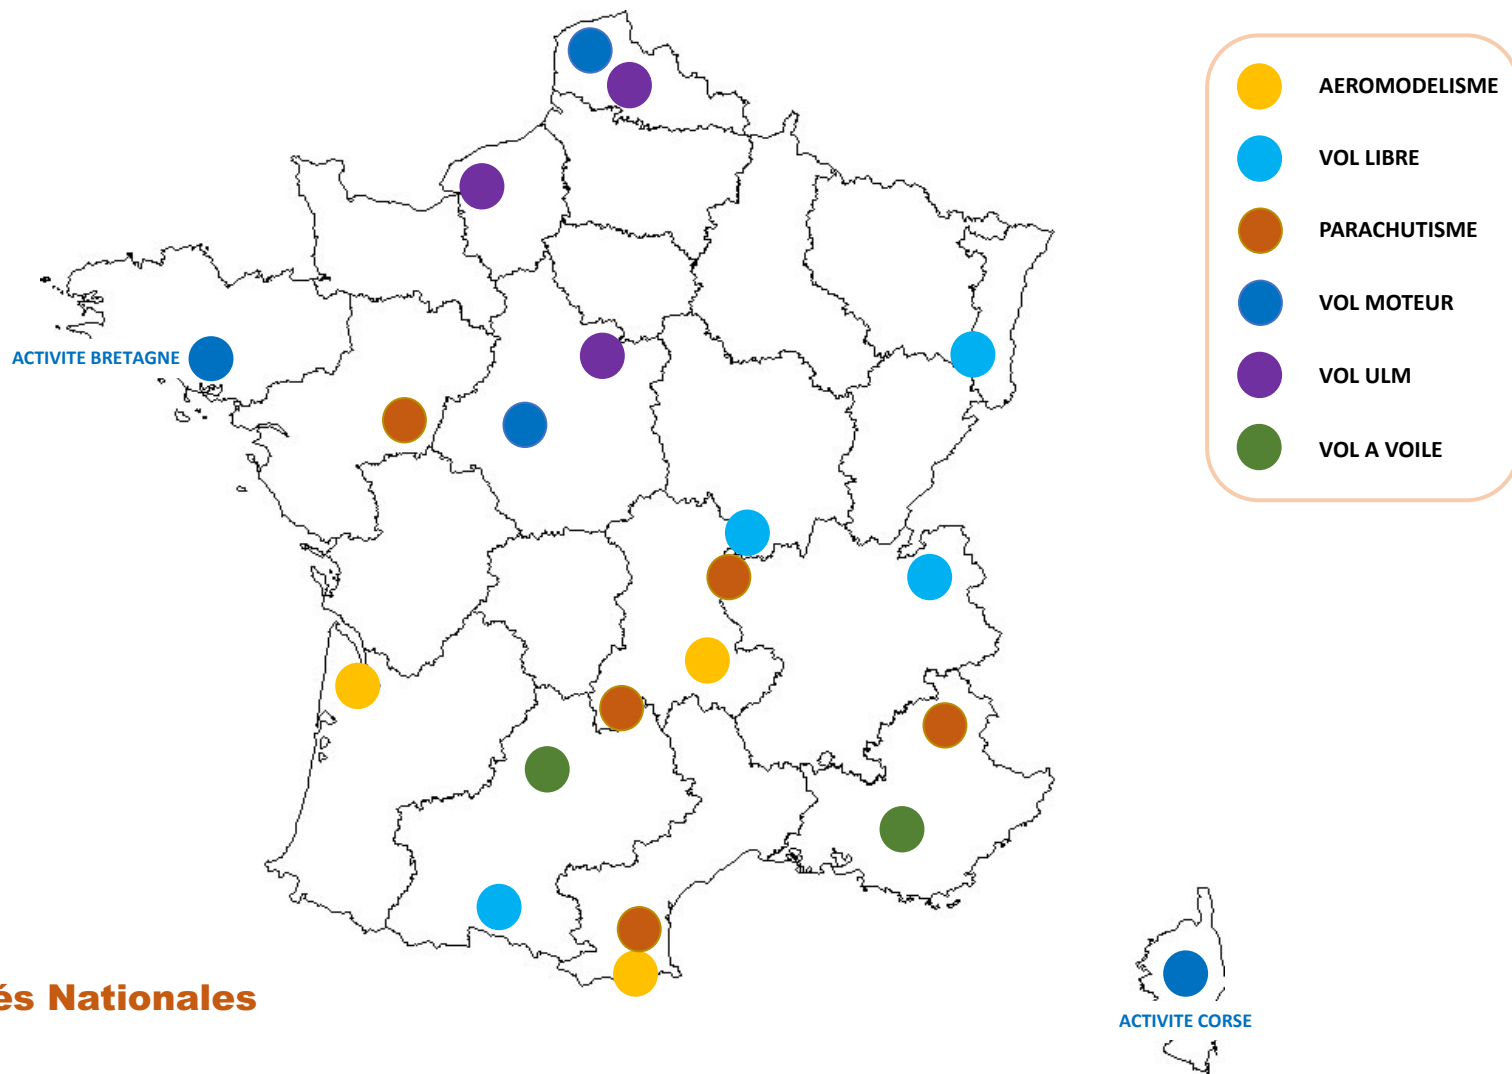 AEROMODELISME
VOL LIBRE
PARACHUTISME
VOL MOTEUR
ACTIVITE BRETAGNE
VOL ULM
VOL A VOILE
és Nationales
ACTIVITE CORSE